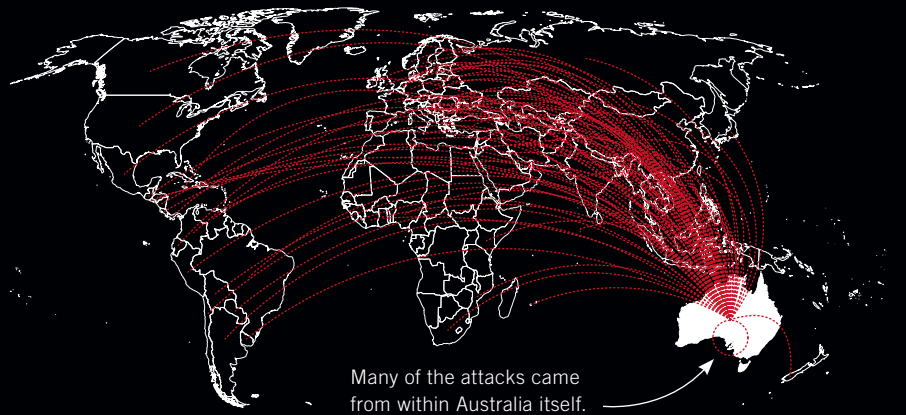 Many of the attacks came
from within Australia itself.